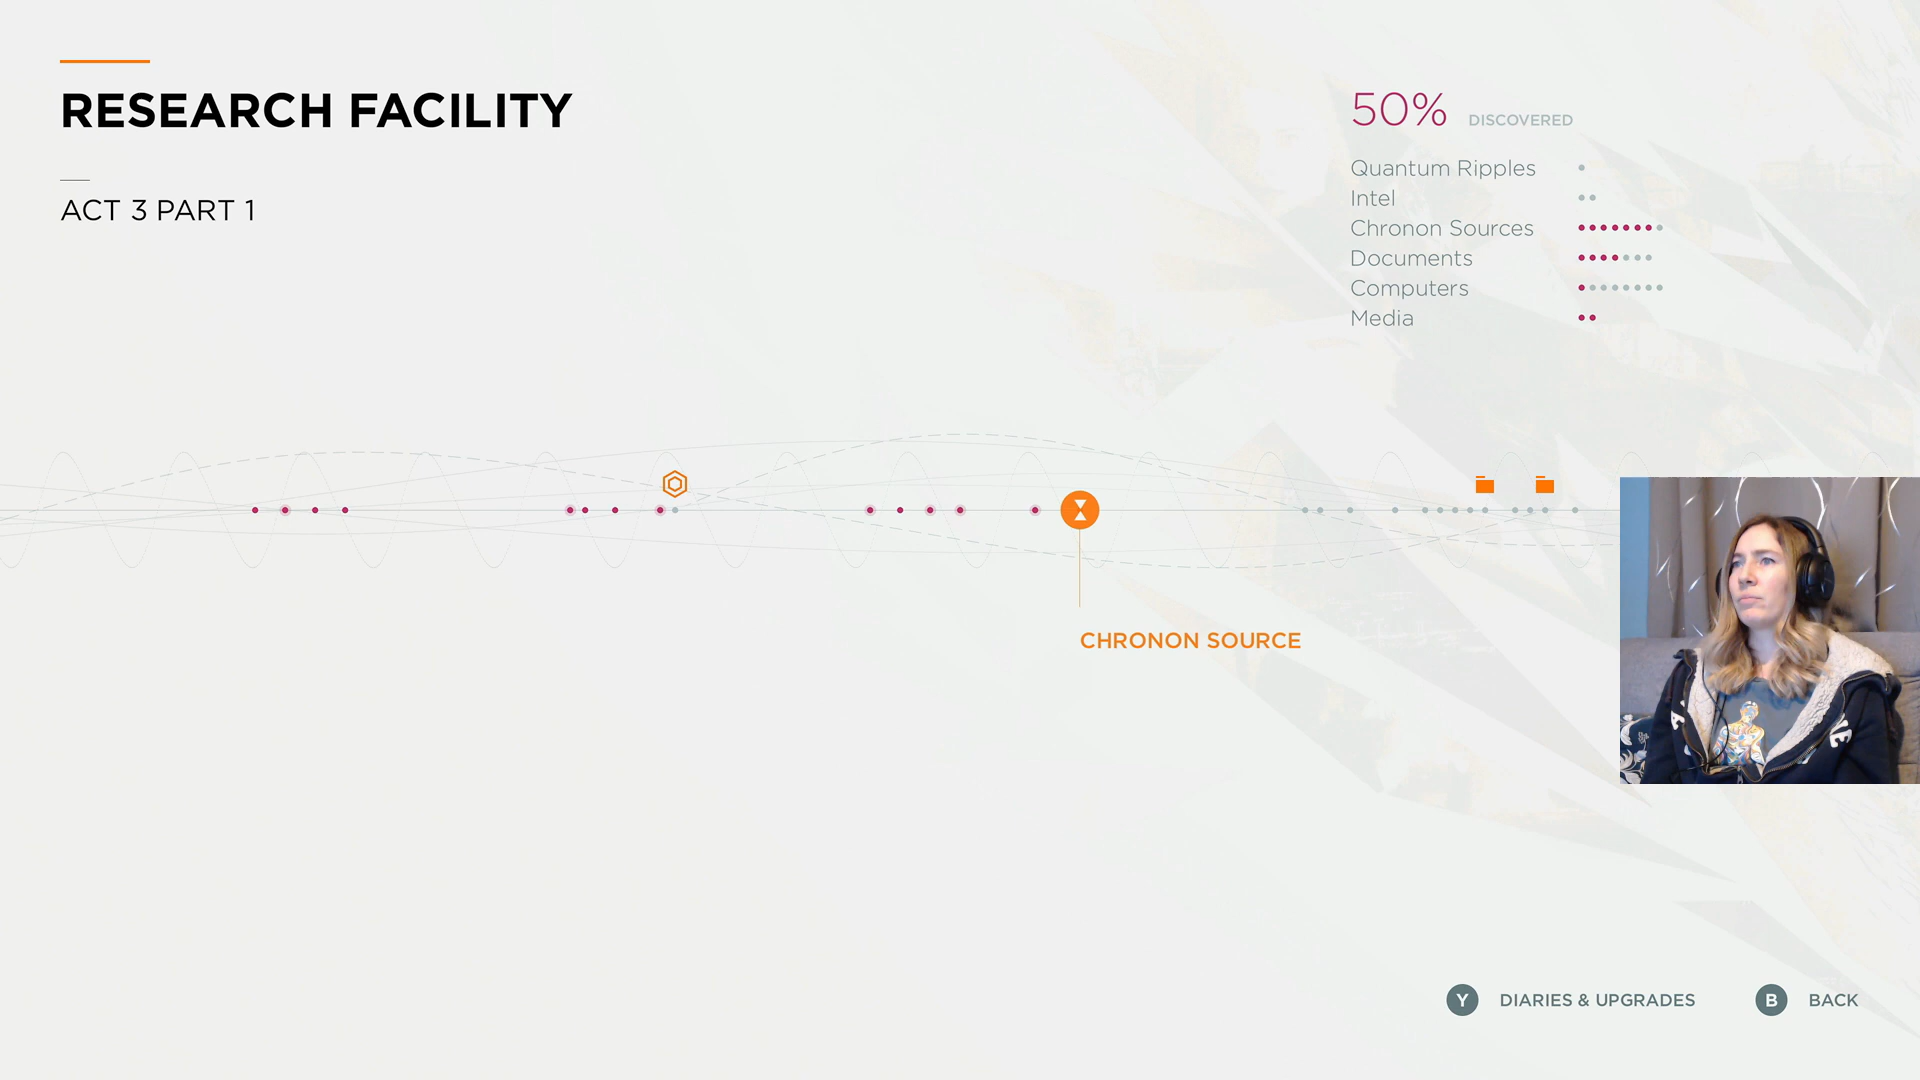 RESEARCH FACILITY
ACT 3 PART 1
50% DISCOVERED
Quantum Ripples
Intel
Chronon Sources
Documents
Computers
Media
CHRONON SOURCE
Y DIARIES & UPGRADES B BACK